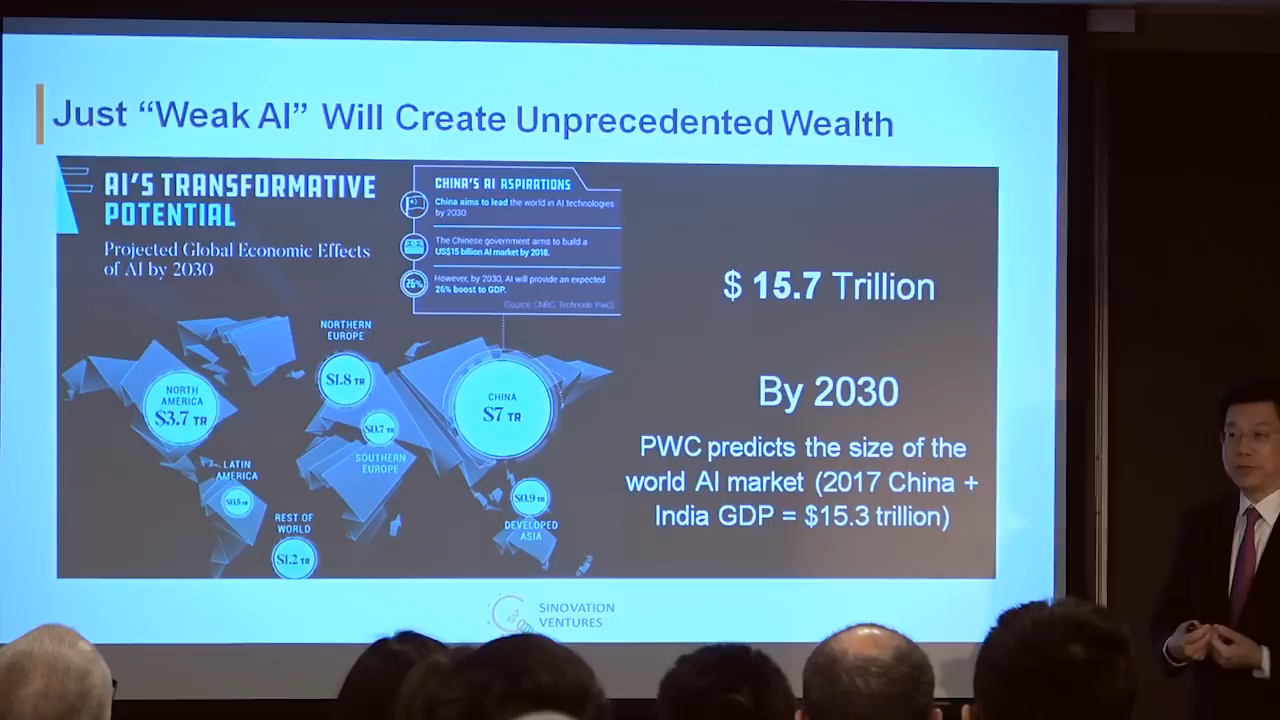 Just “Weak AI” Will Create Unprecedented Wealth
AI'S TRANSFORMATIVE
POTENTIAL
Projected Global Economic Effects
of AI by 2030
CHINA'S AI ASPIRATIONS
China aims to lead the world in AI technologies
by 2030
The Chinese government aims to build a
US$15 billion AI market by 2018.
26%
However, by 2030, AI will provide an expected
26% boost to GDP.
(Source: CNBC, Technode, PwC)
NORTH
AMERICA
$3.7 TR
NORTHERN
EUROPE
$1.8 TR
$0.7 TR
SOUTHERN
EUROPE
CHINA
$7 TR
LATIN
AMERICA
$0.5 TR
REST OF
WORLD
$1.2 TR
$0.9 TR
DEVELOPED
ASIA
$ 15.7 Trillion
By 2030
PWC predicts the size of the
world AI market (2017 China +
India GDP = $15.3 trillion)
SINOVATION
VENTURES